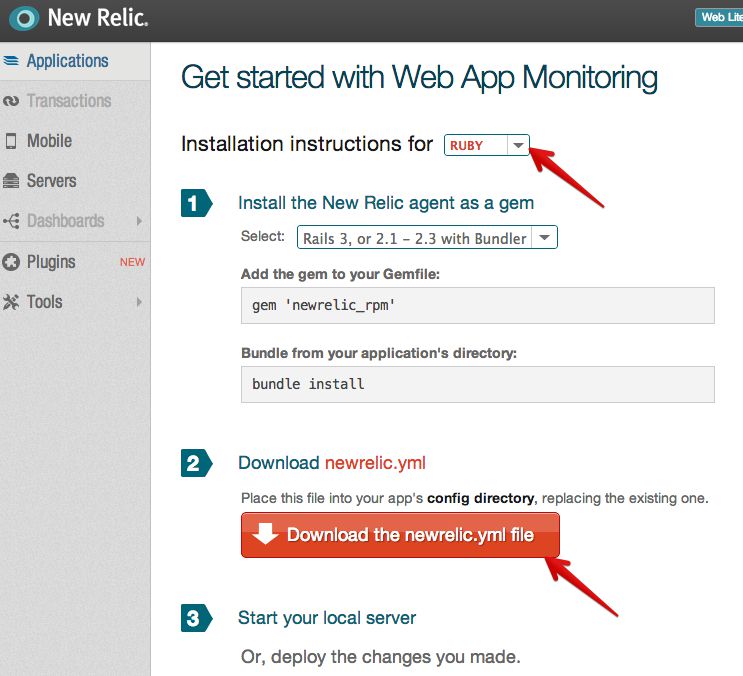 New Relic.
Web Lite
Applications
Transactions
Mobile
Servers
Dashboards
Plugins NEW
Tools
Get started with Web App Monitoring
Installation instructions for RUBY
1 Install the New Relic agent as a gem
Select: Rails 3, or 2.1 – 2.3 with Bundler
Add the gem to your Gemfile:
gem 'newrelic_rpm'
Bundle from your application's directory:
bundle install
2 Download newrelic.yml
Place this file into your app's config directory, replacing the existing one.
Download the newrelic.yml file
3 Start your local server
Or, deploy the changes you made.